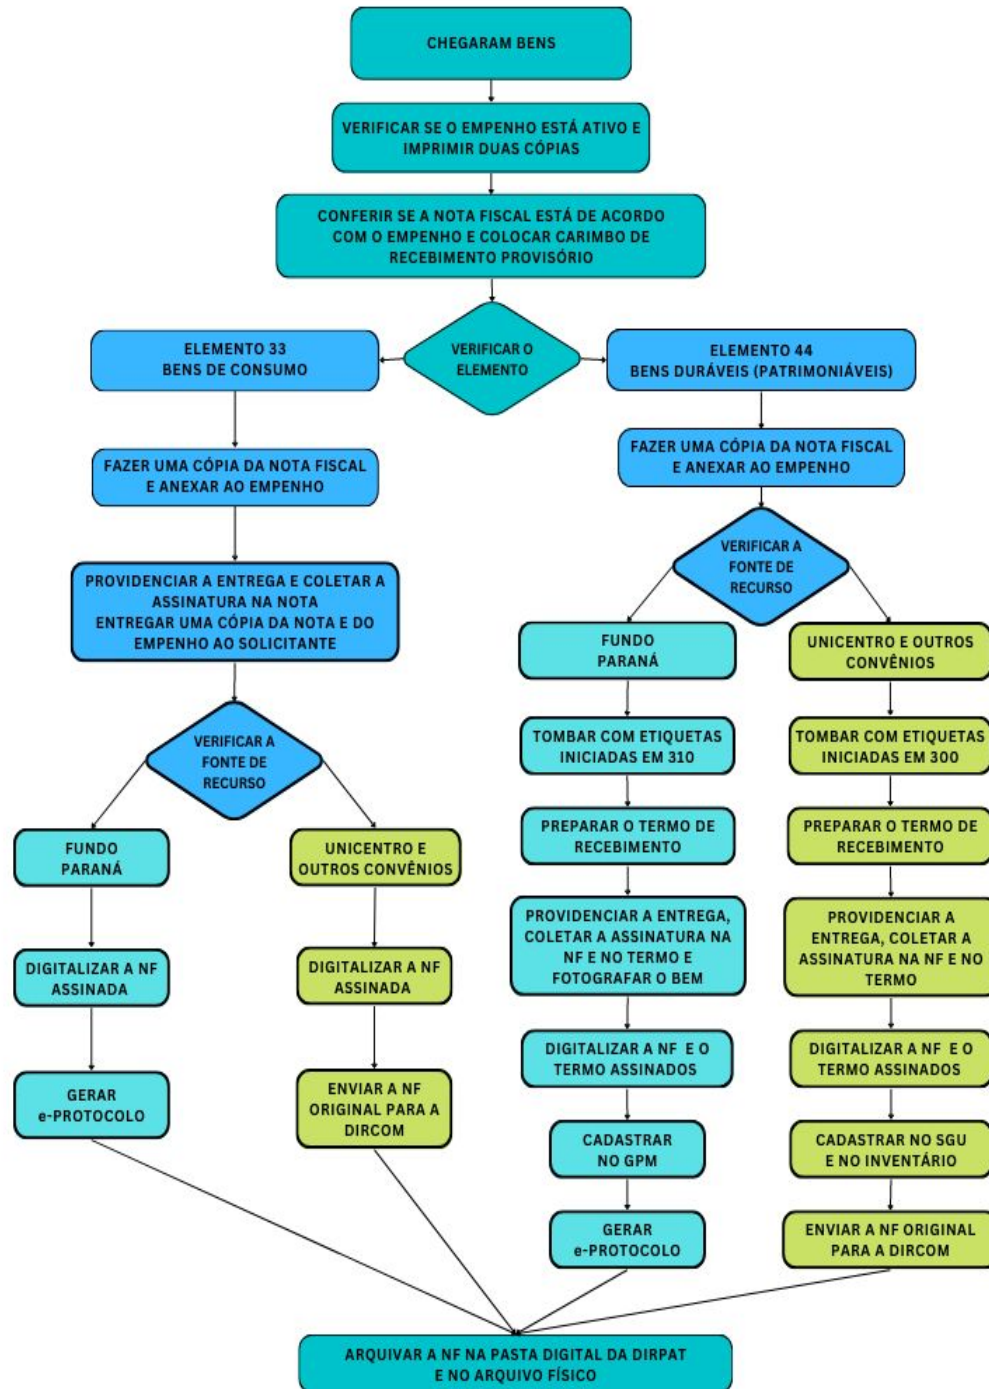 CHEGARAM BENS
VERIFICAR SE O EMPENHO ESTÁ ATIVO E
IMPRIMIR DUAS CÓPIAS
CONFERIR SE A NOTA FISCAL ESTÁ DE ACORDO
COM O EMPENHO E COLOCAR CARIMBO DE
RECEBIMENTO PROVISÓRIO
VERIFICAR O
ELEMENTO
ELEMENTO 33
BENS DE CONSUMO
FAZER UMA CÓPIA DA NOTA FISCAL
E ANEXAR AO EMPENHO
PROVIDENCIAR A ENTREGA E COLETAR A
ASSINATURA NA NOTA
ENTREGAR UMA CÓPIA DA NOTA E DO
EMPENHO AO SOLICITANTE
VERIFICAR A
FONTE DE
RECURSO
FUNDO
PARANÁ
DIGITALIZAR A NF
ASSINADA
GERAR
e-PROTOCOLO
UNICENTRO E
OUTROS CONVÊNIOS
DIGITALIZAR A NF
ASSINADA
ENVIAR A NF
ORIGINAL PARA A
DIRCOM
ELEMENTO 44
BENS DURÁVEIS (PATRIMONIÁVEIS)
FAZER UMA CÓPIA DA NOTA FISCAL
E ANEXAR AO EMPENHO
VERIFICAR A
FONTE DE
RECURSO
FUNDO
PARANÁ
TOMBAR COM ETIQUETAS
INICIADAS EM 310
PREPARAR O TERMO DE
RECEBIMENTO
PROVIDENCIAR A ENTREGA,
COLETAR A ASSINATURA NA
NF E NO TERMO E
FOTOGRAFAR O BEM
DIGITALIZAR A NF E O
TERMO ASSINADOS
CADASTRAR
NO GPM
GERAR
e-PROTOCOLO
UNICENTRO E OUTROS
CONVÊNIOS
TOMBAR COM ETIQUETAS
INICIADAS EM 300
PREPARAR O TERMO DE
RECEBIMENTO
PROVIDENCIAR A
ENTREGA, COLETAR A
ASSINATURA NA NF E NO
TERMO
DIGITALIZAR A NF E O
TERMO ASSINADOS
CADASTRAR NO SGU
E NO INVENTÁRIO
ENVIAR A NF ORIGINAL
PARA A DIRCOM
ARQUIVAR A NF NA PASTA DIGITAL DA DIRPAT
E NO ARQUIVO FÍSICO